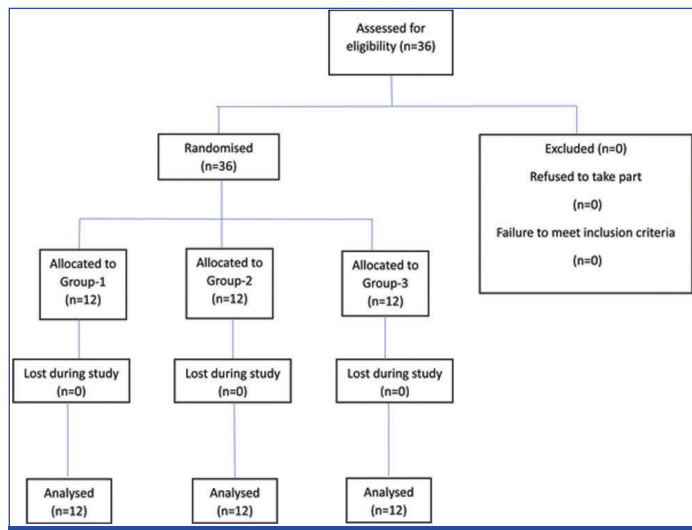 Assessed for
eligibility (n=36)
Randomised
(n=36)
Excluded (n=0)
Refused to take part
(n=0)
Failure to meet inclusion criteria
(n=0)
Allocated to
Group-1
(n=12)
Allocated to
Group-2
(n=12)
Allocated to
Group-3
(n=12)
Lost during study
(n=0)
Lost during study
(n=0)
Lost during study
(n=0)
Analysed
(n=12)
Analysed
(n=12)
Analysed
(n=12)